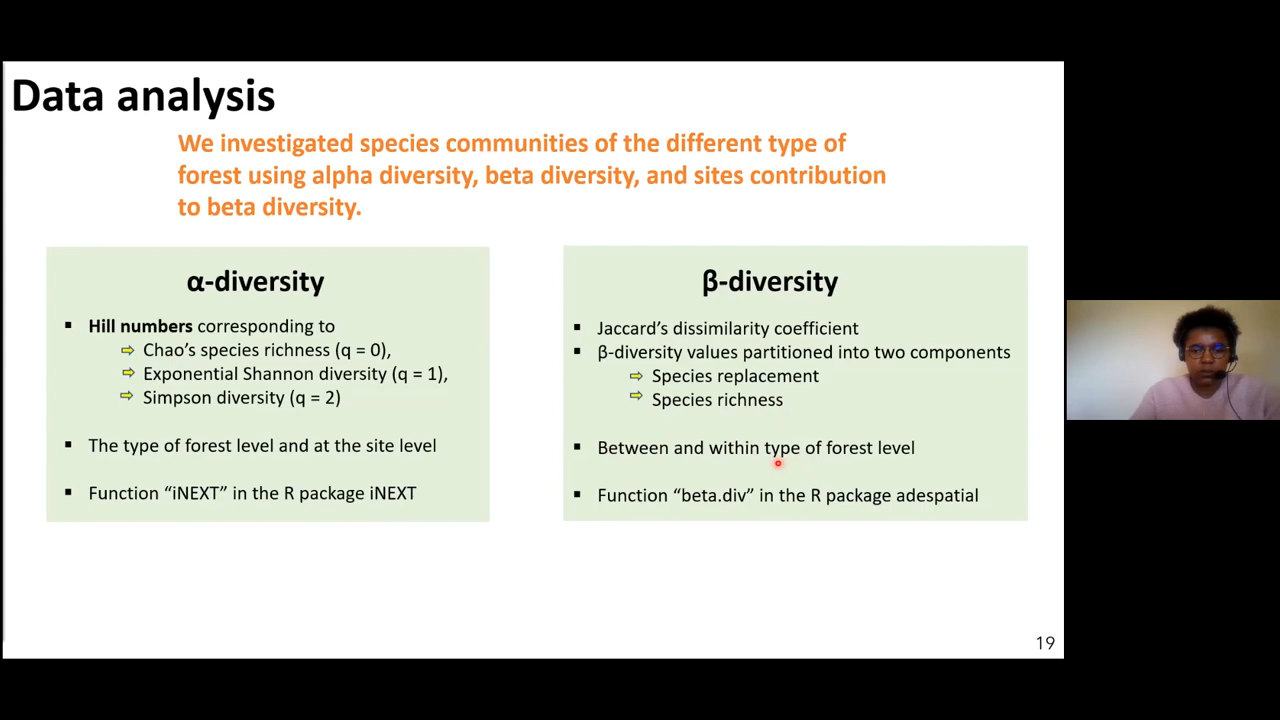 Data analysis
We investigated species communities of the different type of
forest using alpha diversity, beta diversity, and sites contribution
to beta diversity.
α-diversity
▪ Hill numbers corresponding to
⇨ Chao’s species richness (q = 0),
⇨ Exponential Shannon diversity (q = 1),
⇨ Simpson diversity (q = 2)
▪ The type of forest level and at the site level
▪ Function “iNEXT” in the R package iNEXT
β-diversity
▪ Jaccard’s dissimilarity coefficient
▪ β-diversity values partitioned into two components
⇨ Species replacement
⇨ Species richness
▪ Between and within type of forest level
▪ Function “beta.div” in the R package adespatial
19